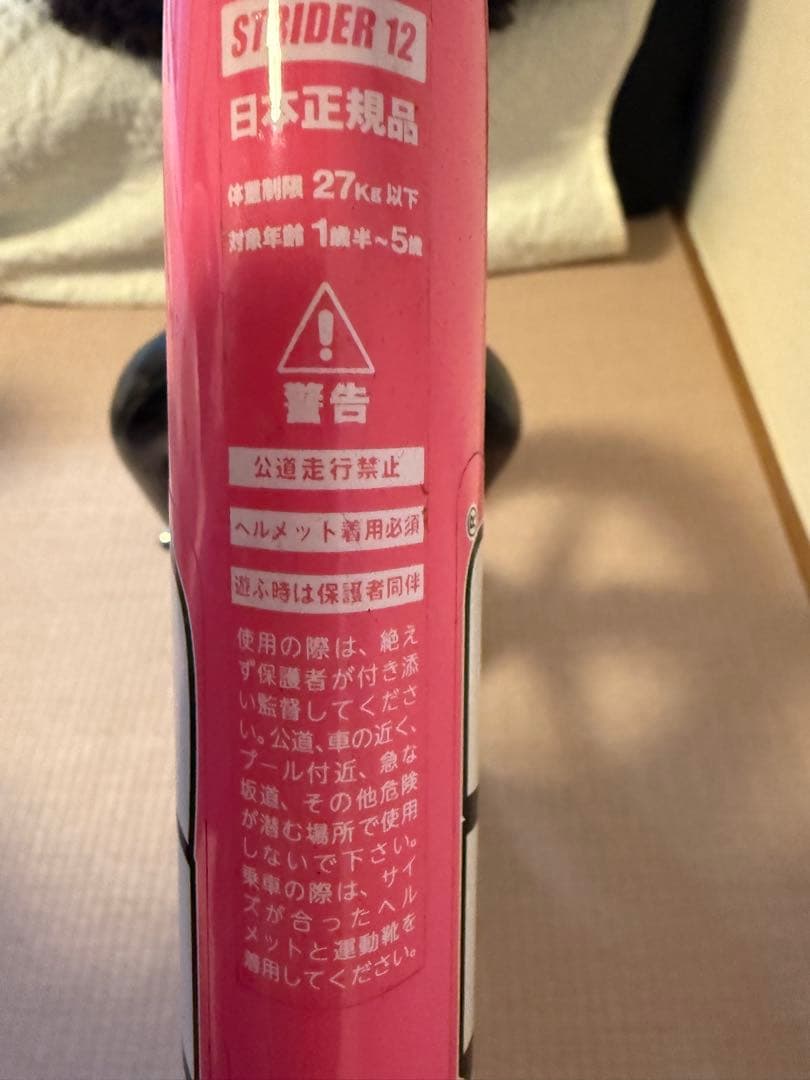 STRIDER 12
日本正規品
体重制限 27Kg以下
対象年齢 1歳半~5歳
警告
公道走行禁止
ヘルメット着用必須
遊ぶ時は保護者同伴
使用の際は、絶え
ず保護者が付き添
い監督してくださ
い。公道、車の近く、
プール付近、急な
坂道、その他危険
が潜む場所で使用
しないで下さい。
乗車の際は、サイ
ズが合ったヘル
メットと運動靴を
着用してください。